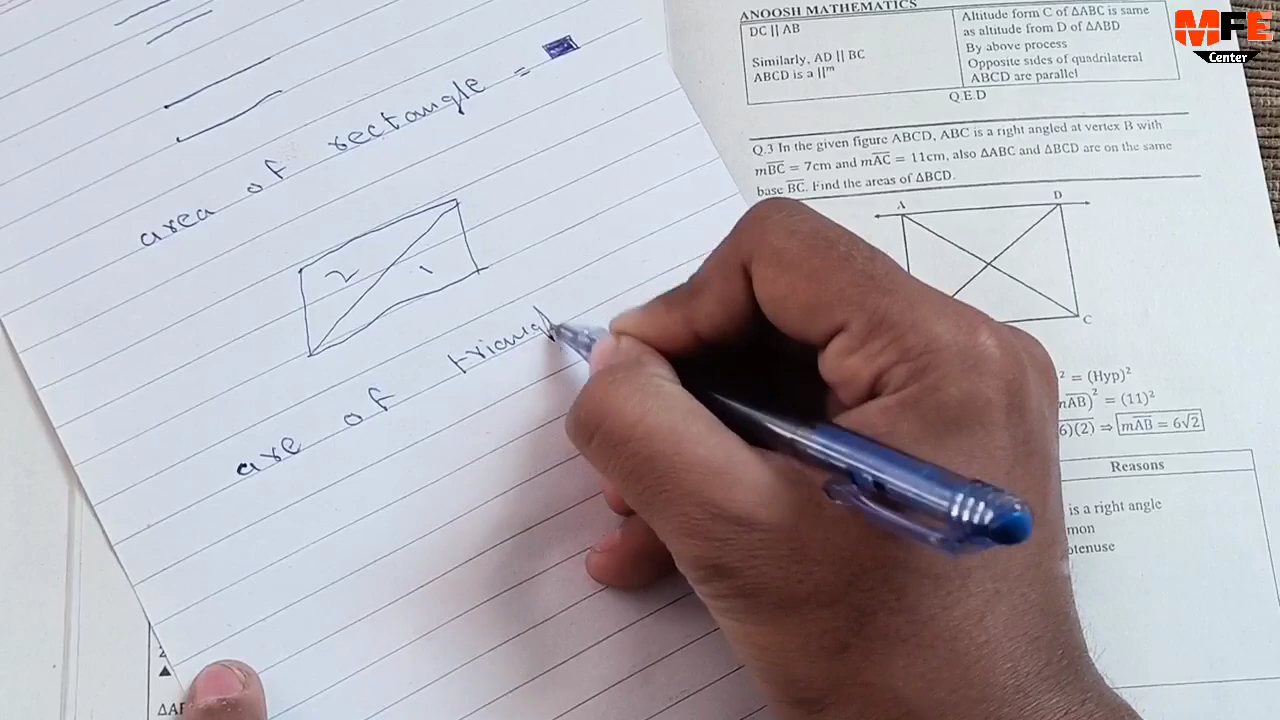 area of rectangle =
2
1
are of triangl
MFE
Center
ANOOSH MATHEMATICS
DC || AB
Similarly, AD || BC
ABCD is a ||ᵐ
Altitude form C of ΔABC is same
as altitude from D of ΔABD
By above process
Opposite sides of quadrilateral
ABCD are parallel
Q.E.D
Q.3 In the given figure ABCD, ABC is a right angled at vertex B with
mBC = 7cm and mAC = 11cm, also ΔABC and ΔBCD are on the same
base BC. Find the areas of ΔBCD.
A
D
C
² = (Hyp)²
mAB)² = (11)²
6)(2) ⇒ mAB = 6√2
Reasons
is a right angle
mon
otenuse